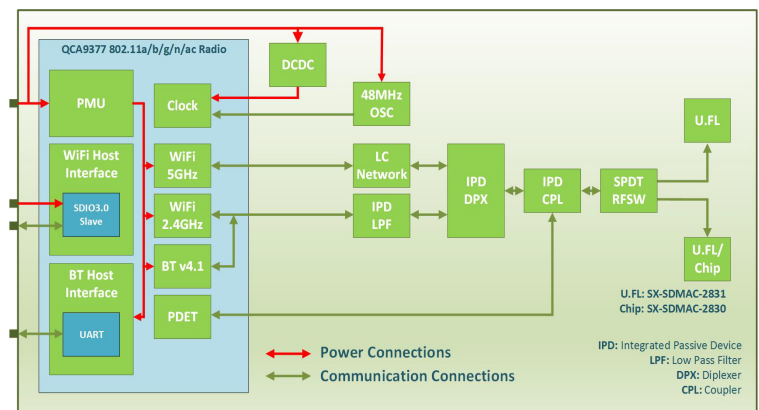 QCA9377 802.11a/b/g/n/ac Radio
PMU
Clock
DCDC
48MHz
OSC
WiFi Host
Interface
SDIO3.0
Slave
WiFi
5GHz
WiFi
2.4GHz
BT v4.1
PDET
BT Host
Interface
UART
LC
Network
IPD
LPF
IPD
DPX
IPD
CPL
SPDT
RFSW
U.FL
U.FL/
Chip
U.FL: SX-SDMAC-2831
Chip: SX-SDMAC-2830
Power Connections
Communication Connections
IPD: Integrated Passive Device
LPF: Low Pass Filter
DPX: Diplexer
CPL: Coupler